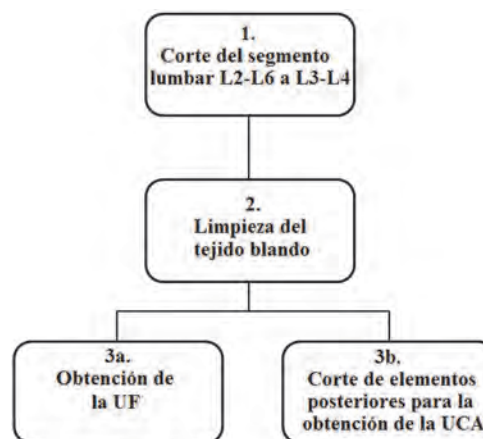 1.
Corte del segmento
lumbar L2-L6 a L3-L4
2.
Limpieza del
tejido blando
3a.
Obtención de
la UF
3b.
Corte de elementos
posteriores para la
obtención de la UCA